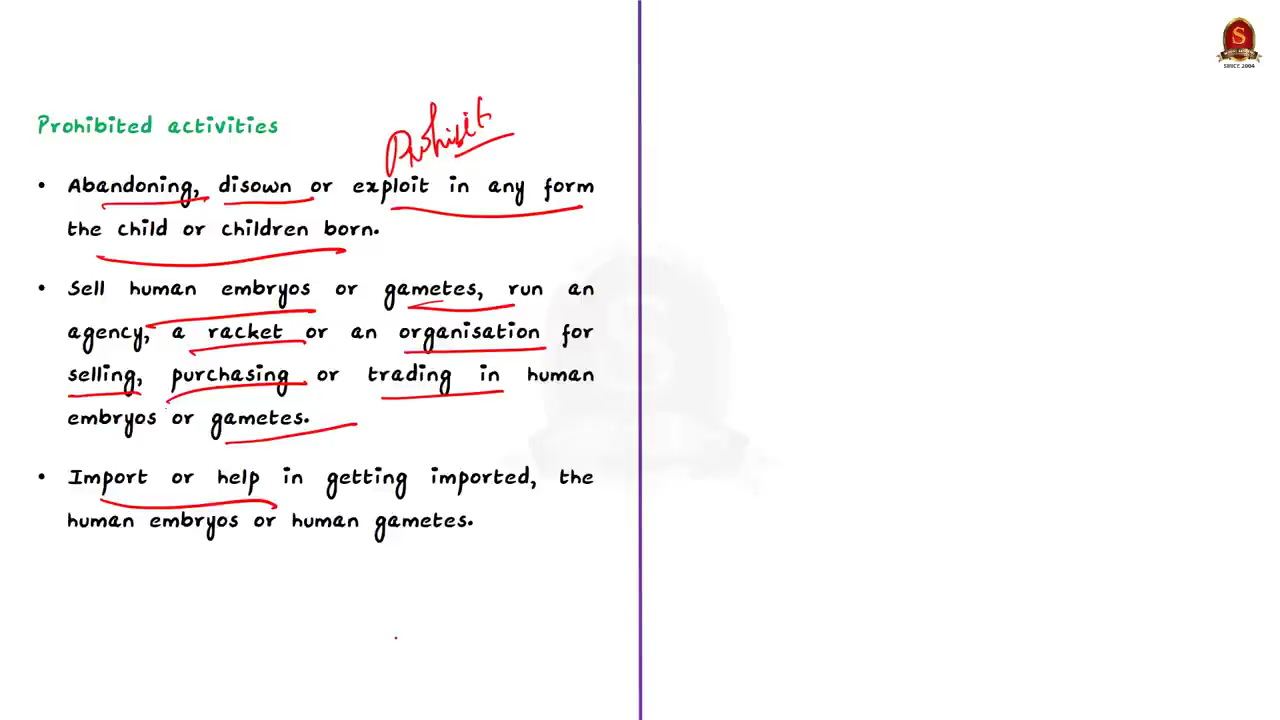 Prohibited activities
Prohibit
• Abandoning, disown or exploit in any form
the child or children born.
• Sell human embryos or gametes, run an
agency, a racket or an organisation for
selling, purchasing or trading in human
embryos or gametes.
• Import or help in getting imported, the
human embryos or human gametes.
S
SINCE 2004